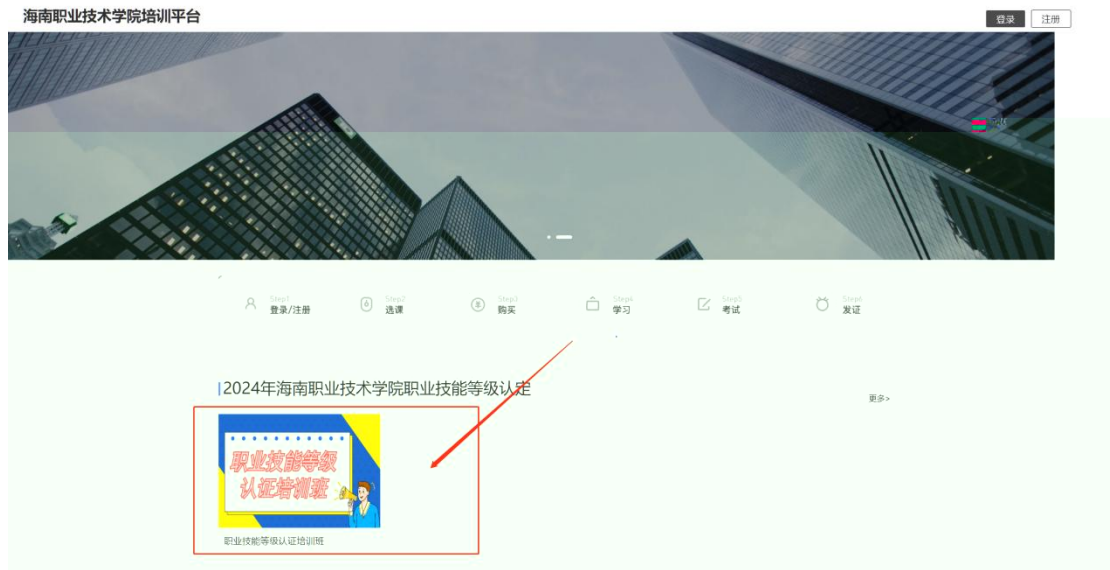 海南职业技术学院培训平台
登录 注册
Step1 Step2 Step3 Step4 Step5 Step6
登录/注册 选课 购买 学习 考试 发证
2024年海南职业技术学院职业技能等级认定
更多>
职业技能等级
认证培训班
职业技能等级认证培训班